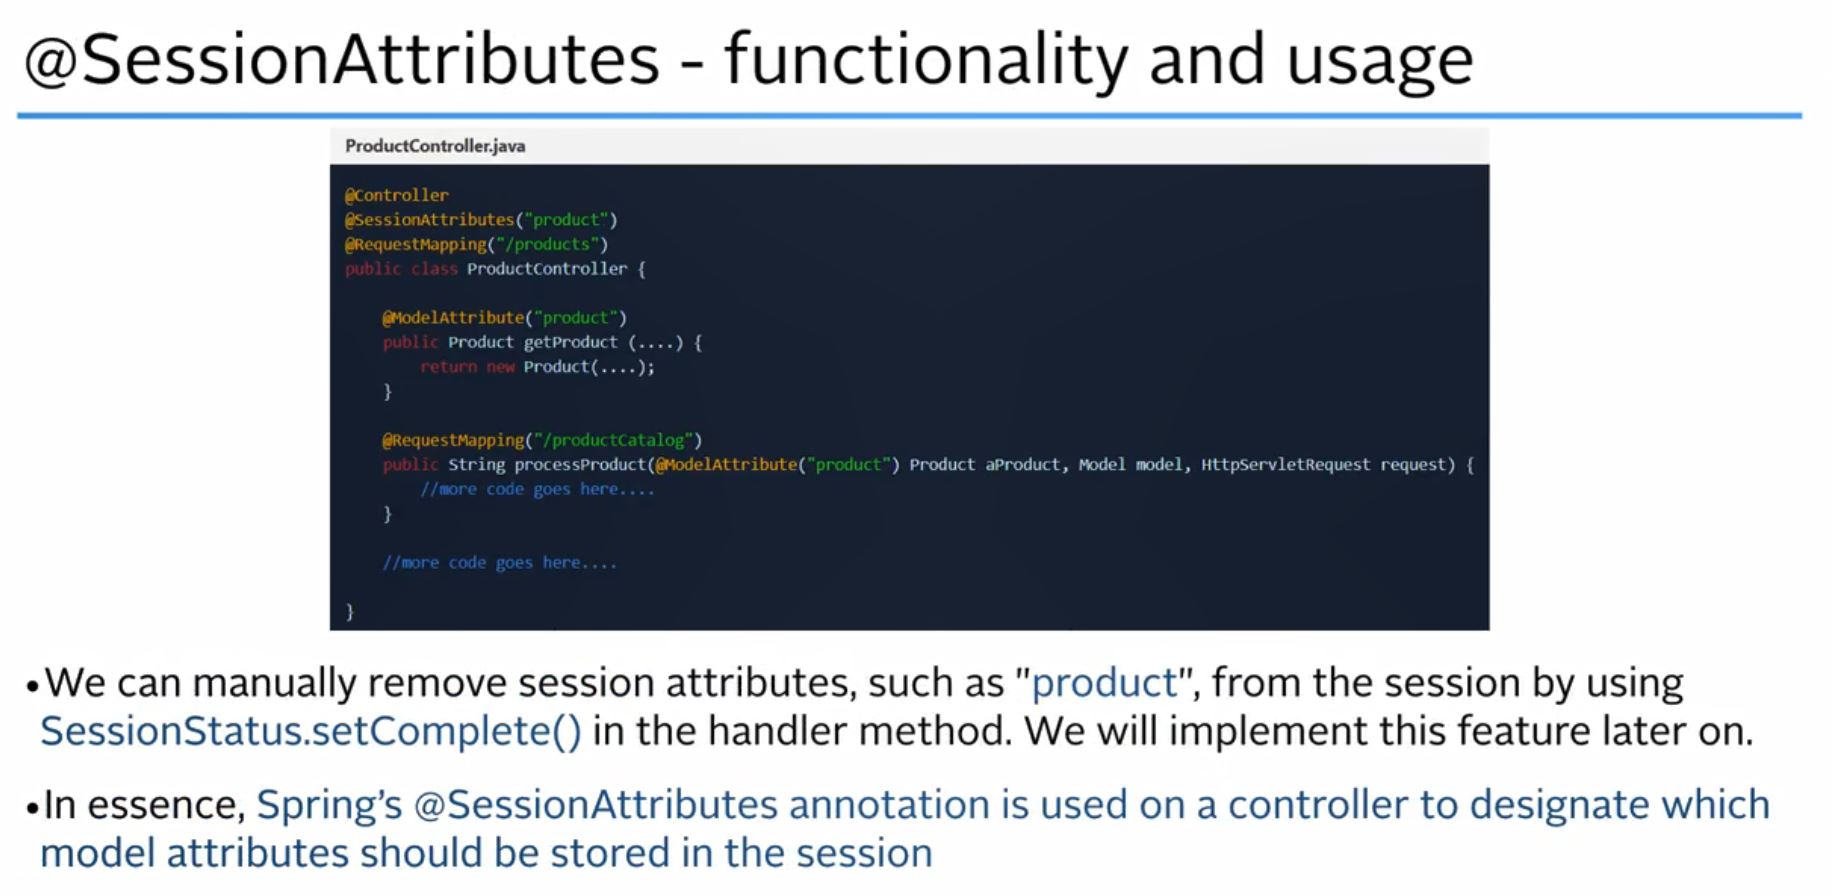 @SessionAttributes - functionality and usage
ProductController.java
@Controller
@SessionAttributes("product")
@RequestMapping("/products")
public class ProductController {
@ModelAttribute("product")
public Product getProduct (....) {
return new Product(....);
}
@RequestMapping("/productCatalog")
public String processProduct(@ModelAttribute("product") Product aProduct, Model model, HttpServletRequest request) {
//more code goes here....
}
//more code goes here....
}
•We can manually remove session attributes, such as "product", from the session by using
SessionStatus.setComplete() in the handler method. We will implement this feature later on.
•In essence, Spring’s @SessionAttributes annotation is used on a controller to designate which
model attributes should be stored in the session